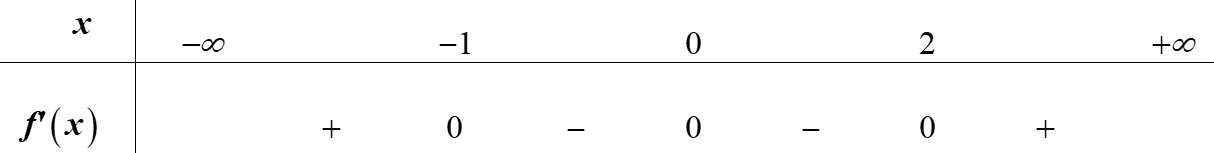 x −∞ −1 0 2 +∞
f'(x) + 0 − 0 − 0 +